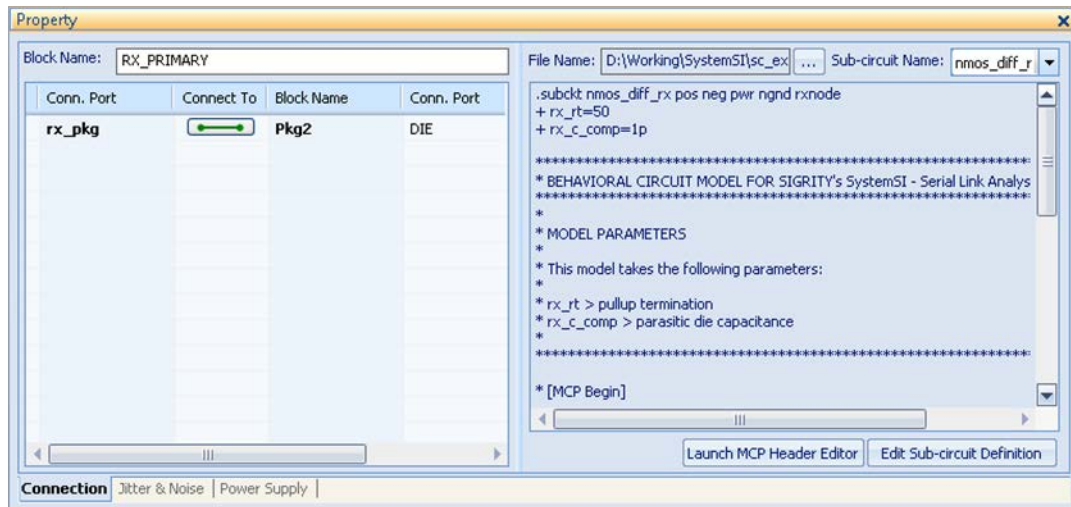 Property
Block Name: RX_PRIMARY
Conn. Port Connect To Block Name Conn. Port
rx_pkg Pkg2 DIE
File Name: D:\Working\SystemSI\sc_ex ... Sub-circuit Name: nmos_diff_r
.subckt nmos_diff_rx pos neg pwr ngnd rxnode
+ rx_rt=50
+ rx_c_comp=1p
******************************************************************************
* BEHAVIORAL CIRCUIT MODEL FOR SIGRITY's SystemSI - Serial Link Analys
******************************************************************************
*
* MODEL PARAMETERS
*
* This model takes the following parameters:
*
* rx_rt > pullup termination
* rx_c_comp > parasitic die capacitance
*
******************************************************************************
* [MCP Begin]
Launch MCP Header Editor Edit Sub-circuit Definition
Connection Jitter & Noise Power Supply